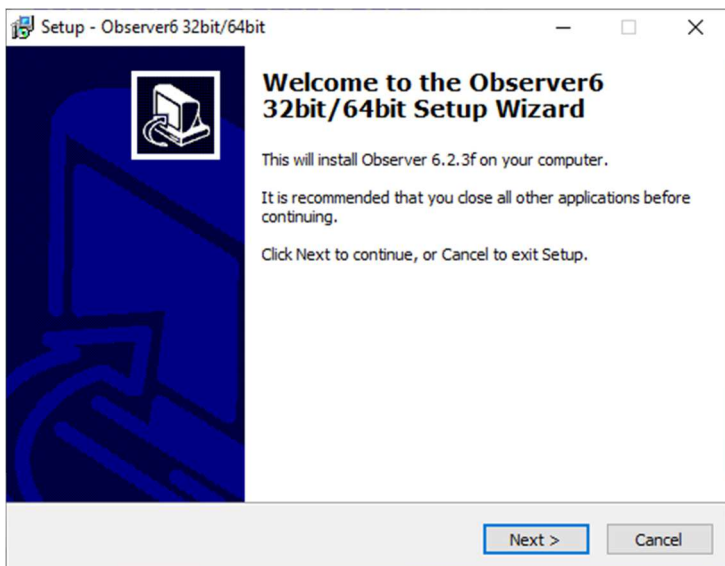 Setup - Observer6 32bit/64bit
Welcome to the Observer6
32bit/64bit Setup Wizard
This will install Observer 6.2.3f on your computer.
It is recommended that you close all other applications before
continuing.
Click Next to continue, or Cancel to exit Setup.
Next >
Cancel